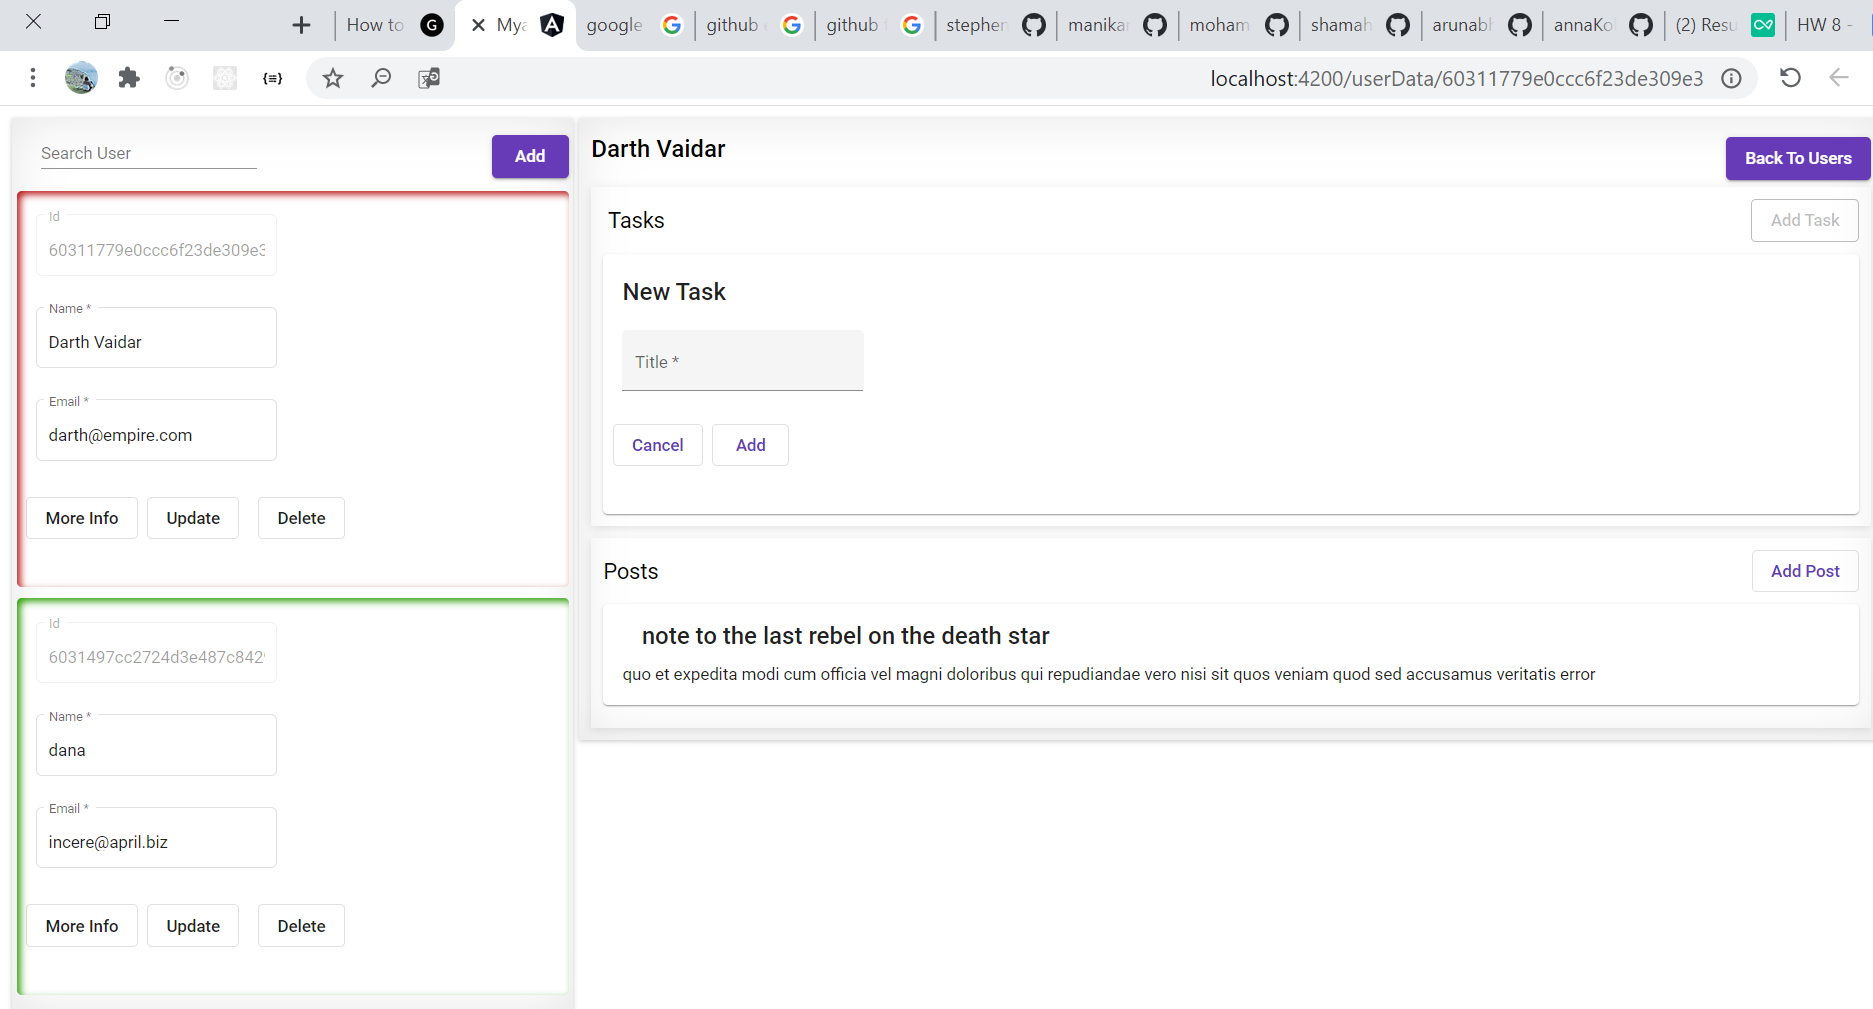 How to
Mya
google
github
github
stephen
manika
moham
shamah
arunabh
annaKo
(2) Resu
HW 8 -
localhost:4200/userData/60311779e0ccc6f23de309e3
Search User
Add
Id
60311779e0ccc6f23de309e3
Name *
Darth Vaidar
Email *
darth@empire.com
More Info
Update
Delete
Id
6031497cc2724d3e487c842
Name *
dana
Email *
incere@april.biz
More Info
Update
Delete
Darth Vaidar
Back To Users
Tasks
Add Task
New Task
Title *
Cancel
Add
Posts
Add Post
note to the last rebel on the death star
quo et expedita modi cum officia vel magni doloribus qui repudiandae vero nisi sit quos veniam quod sed accusamus veritatis error